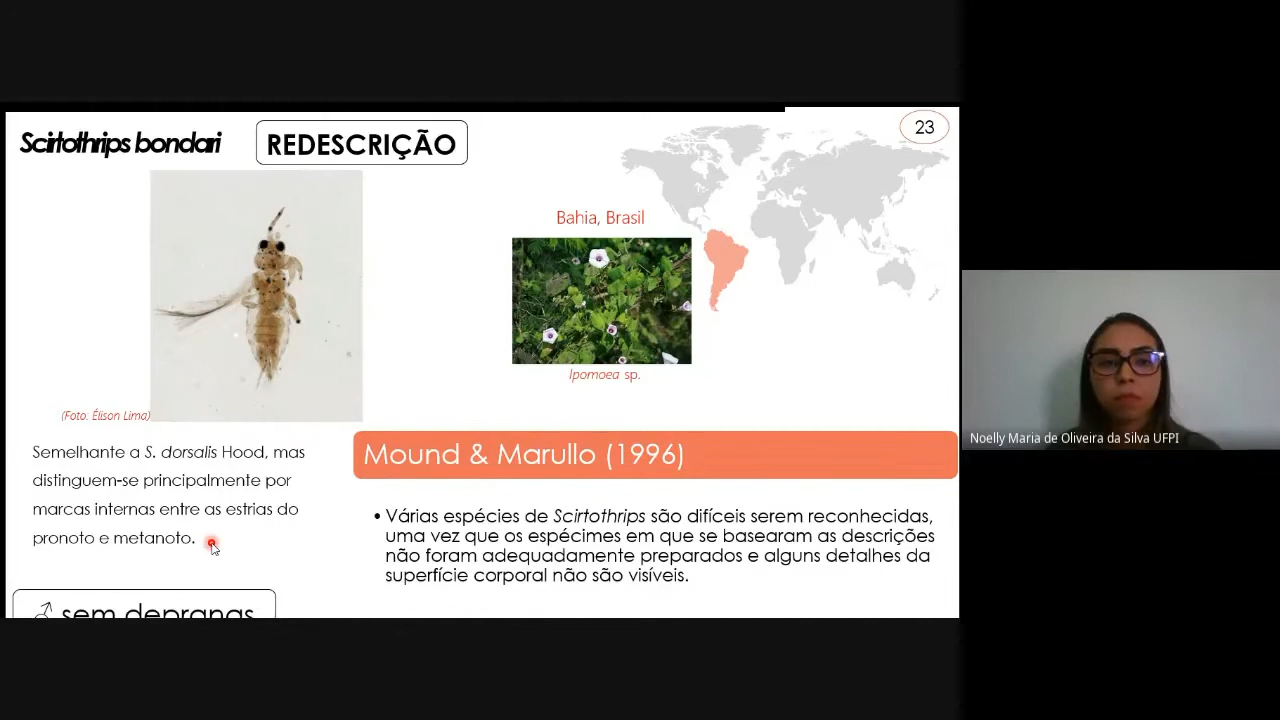 Scirtothrips bondari
REDESCRIÇÃO
23
Bahia, Brasil
Ipomoea sp.
(Foto: Élison Lima)
Semelhante a S. dorsalis Hood, mas
distinguem-se principalmente por
marcas internas entre as estrias do
pronoto e metanoto.
Mound & Marullo (1996)
• Várias espécies de Scirtothrips são difíceis serem reconhecidas,
uma vez que os espécimes em que se basearam as descrições
não foram adequadamente preparados e alguns detalhes da
superfície corporal não são visíveis.
♂ sem depranas
Noelly Maria de Oliveira da Silva UFPI